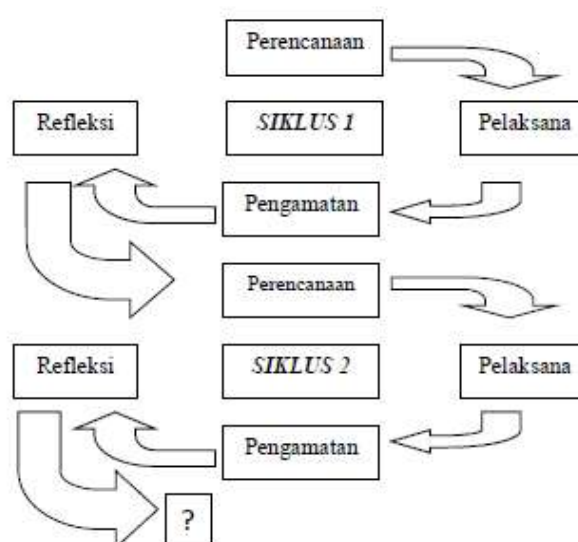 Perencanaan
Refleksi
SIKLUS 1
Pelaksana
Pengamatan
Perencanaan
Refleksi
SIKLUS 2
Pelaksana
Pengamatan
?